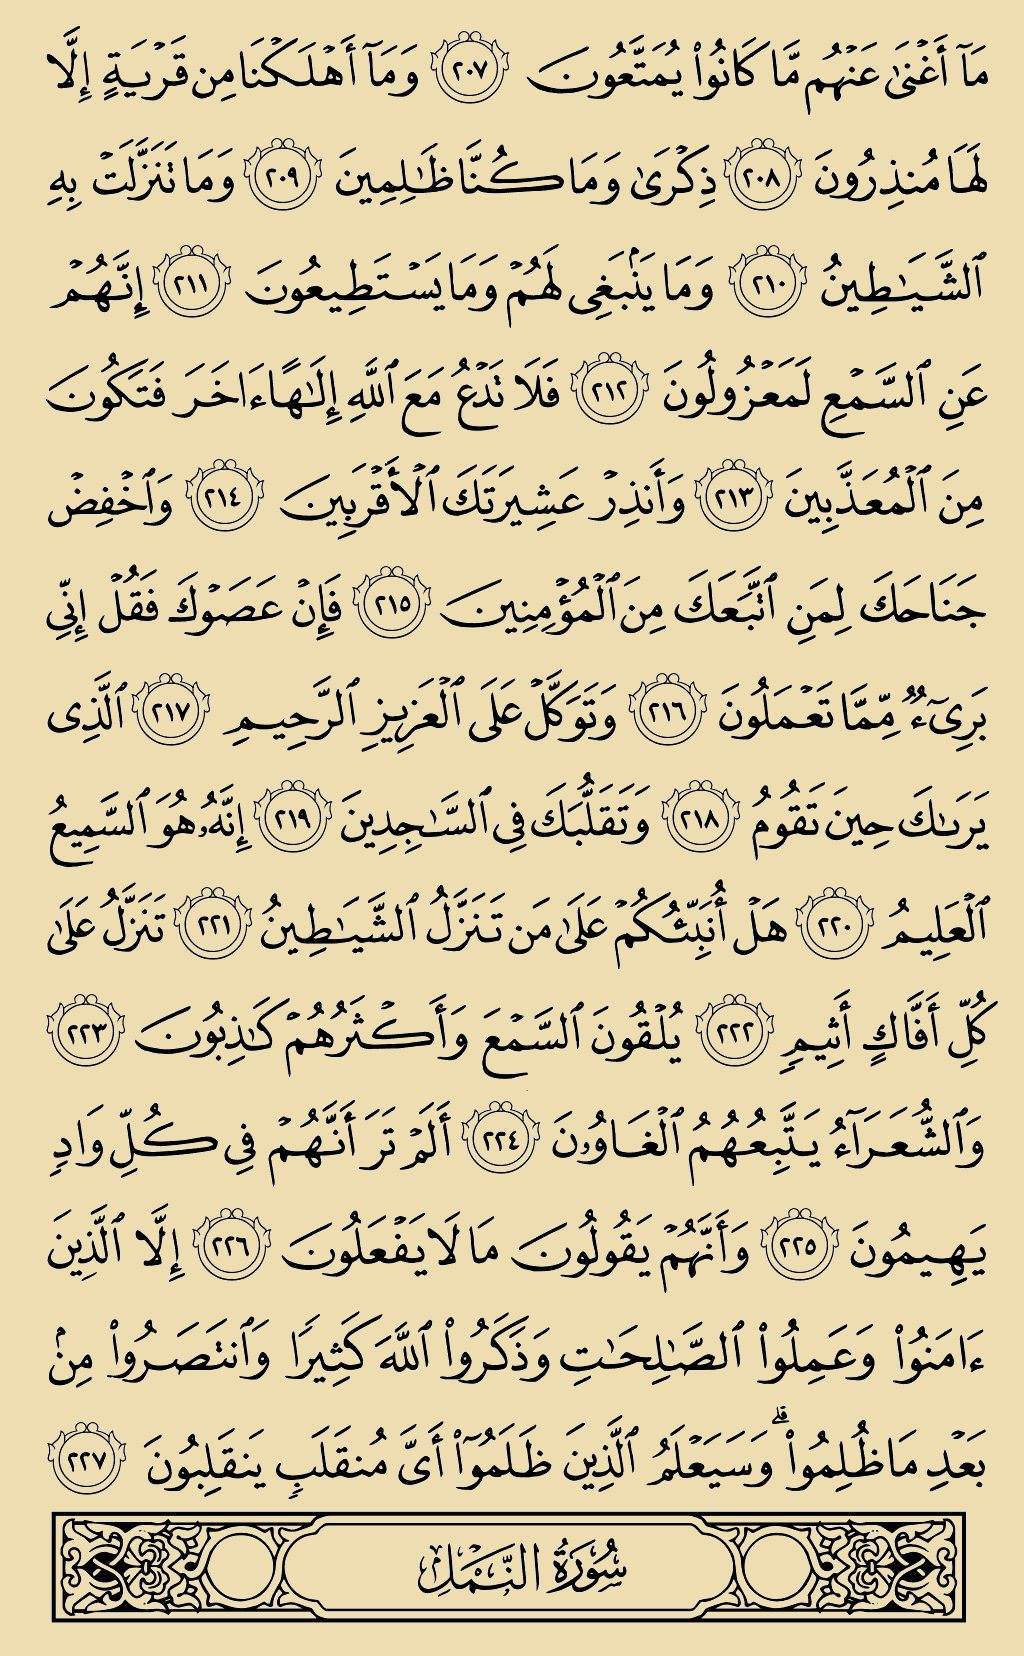 مَآ أَغۡنَىٰ عَنۡهُم مَّا كَانُواْ يُمَتَّعُونَ ٢٠٧ وَمَآ أَهۡلَكۡنَا مِن قَرۡيَةٍ إِلَّا
لَهَا مُنذِرُونَ ٢٠٨ ذِكۡرَىٰ وَمَا كُنَّا ظَٰلِمِينَ ٢٠٩ وَمَا تَنَزَّلَتۡ بِهِ
ٱلشَّيَٰطِينُ ٢١٠ وَمَا يَنۢبَغِي لَهُمۡ وَمَا يَسۡتَطِيعُونَ ٢١١ إِنَّهُمۡ
عَنِ ٱلسَّمۡعِ لَمَعۡزُولُونَ ٢١٢ فَلَا تَدۡعُ مَعَ ٱللَّهِ إِلَٰهًا ءَاخَرَ فَتَكُونَ
مِنَ ٱلۡمُعَذَّبِينَ ٢١٣ وَأَنذِرۡ عَشِيرَتَكَ ٱلۡأَقۡرَبِينَ ٢١٤ وَٱخۡفِضۡ
جَنَاحَكَ لِمَنِ ٱتَّبَعَكَ مِنَ ٱلۡمُؤۡمِنِينَ ٢١٥ فَإِنۡ عَصَوۡكَ فَقُلۡ إِنِّي
بَرِيٓءٞ مِّمَّا تَعۡمَلُونَ ٢١٦ وَتَوَكَّلۡ عَلَى ٱلۡعَزِيزِ ٱلرَّحِيمِ ٢١٧ ٱلَّذِي
يَرَىٰكَ حِينَ تَقُومُ ٢١٨ وَتَقَلُّبَكَ فِي ٱلسَّٰجِدِينَ ٢١٩ إِنَّهُۥ هُوَ ٱلسَّمِيعُ
ٱلۡعَلِيمُ ٢٢٠ هَلۡ أُنَبِّئُكُمۡ عَلَىٰ مَن تَنَزَّلُ ٱلشَّيَٰطِينُ ٢٢١ تَنَزَّلُ عَلَىٰ
كُلِّ أَفَّاكٍ أَثِيمٖ ٢٢٢ يُلۡقُونَ ٱلسَّمۡعَ وَأَكۡثَرُهُمۡ كَٰذِبُونَ ٢٢٣
وَٱلشُّعَرَآءُ يَتَّبِعُهُمُ ٱلۡغَاوُۥنَ ٢٢٤ أَلَمۡ تَرَ أَنَّهُمۡ فِي كُلِّ وَادٖ
يَهِيمُونَ ٢٢٥ وَأَنَّهُمۡ يَقُولُونَ مَا لَا يَفۡعَلُونَ ٢٢٦ إِلَّا ٱلَّذِينَ
ءَامَنُواْ وَعَمِلُواْ ٱلصَّٰلِحَٰتِ وَذَكَرُواْ ٱللَّهَ كَثِيرٗا وَٱنتَصَرُواْ مِنۢ
بَعۡدِ مَا ظُلِمُواْۗ وَسَيَعۡلَمُ ٱلَّذِينَ ظَلَمُوٓاْ أَيَّ مُنقَلَبٖ يَنقَلِبُونَ ٢٢٧
سُورَةُ النَّمۡلِ